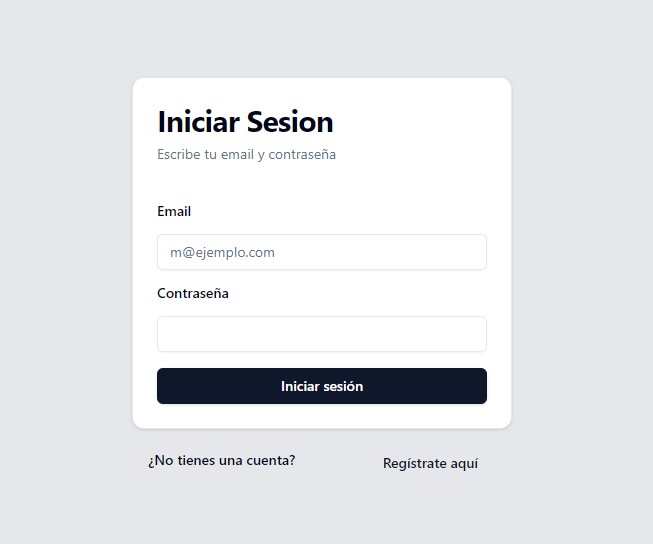 Iniciar Sesion
Escribe tu email y contraseña
Email
m@ejemplo.com
Contraseña
Iniciar sesión
¿No tienes una cuenta? Regístrate aquí